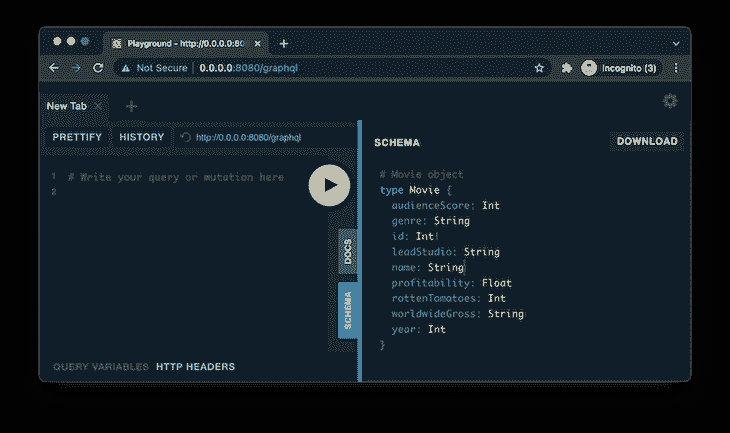 Playground - http://0.0.0.0:80
Not Secure | 0.0.0.0:8080/graphql
Incognito (3)
New Tab
PRETTIFY HISTORY http://0.0.0.0:8080/graphql
1 # Write your query or mutation here
2
DOCS
SCHEMA
QUERY VARIABLES HTTP HEADERS
SCHEMA DOWNLOAD
# Movie object
type Movie {
audienceScore: Int
genre: String
id: Int!
leadStudio: String
name: String
profitability: Float
rottenTomatoes: Int
worldwideGross: String
year: Int
}